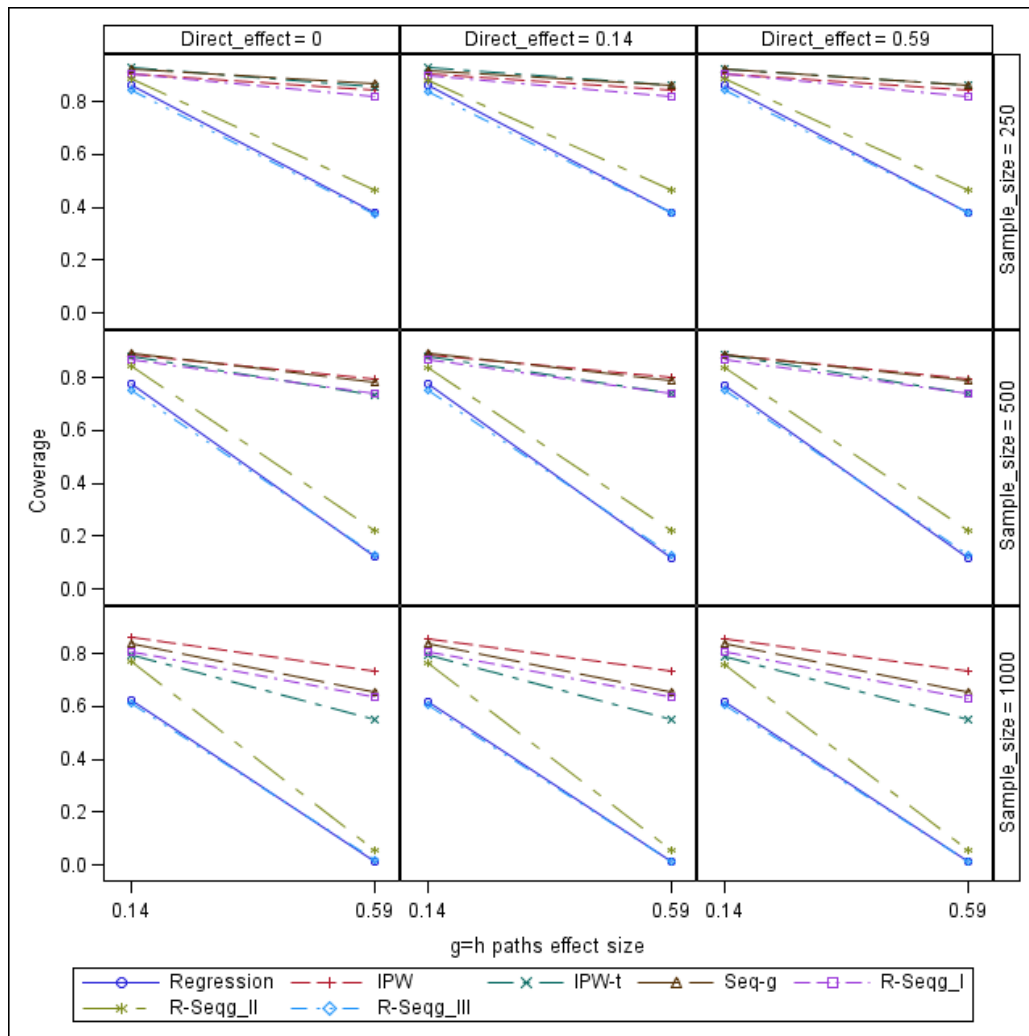 Direct_effect = 0
Direct_effect = 0.14
Direct_effect = 0.59
0.8
0.6
0.4
0.2
0.0
Sample_size = 250
Coverage
0.8
0.6
0.4
0.2
0.0
Sample_size = 500
0.8
0.6
0.4
0.2
0.0
Sample_size = 1000
0.14 0.59 0.14 0.59 0.14 0.59
g=h paths effect size
Regression IPW IPW-t Seq-g R-Seqg_I
R-Seqg_II R-Seqg_III